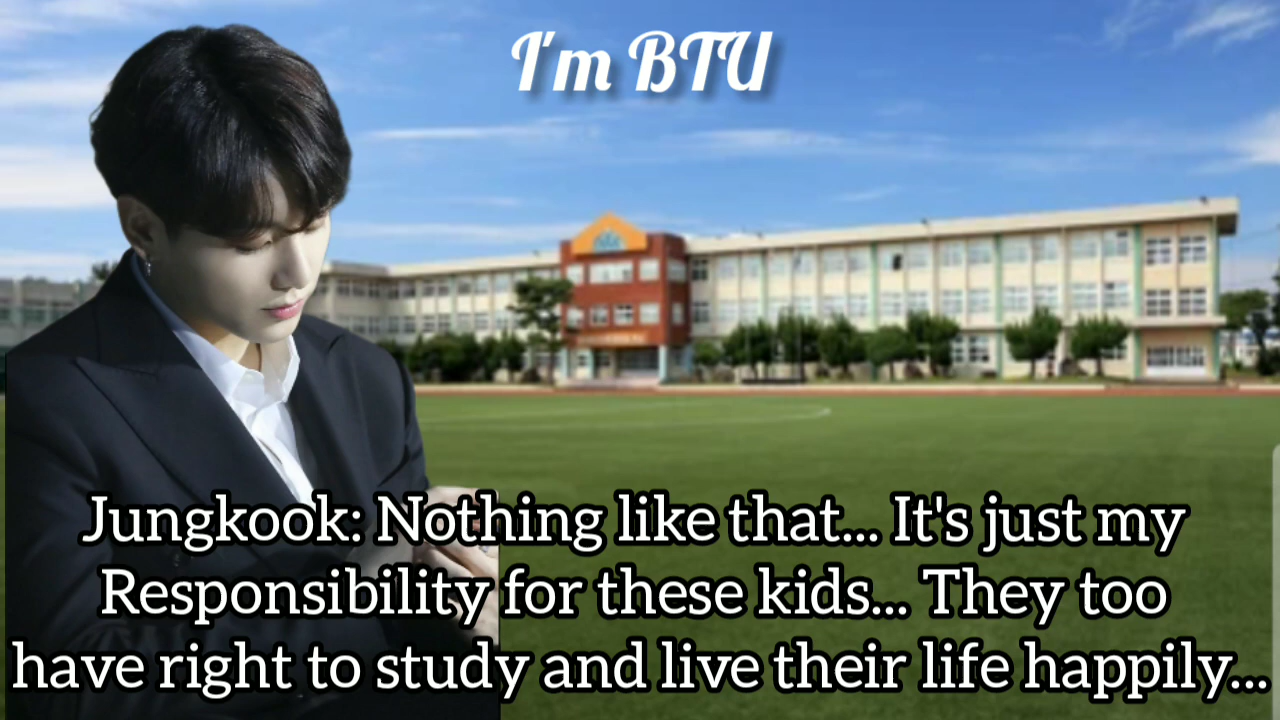 I'm BTU
Jungkook: Nothing like that... It's just my
Responsibility for these kids... They too
have right to study and live their life happily...